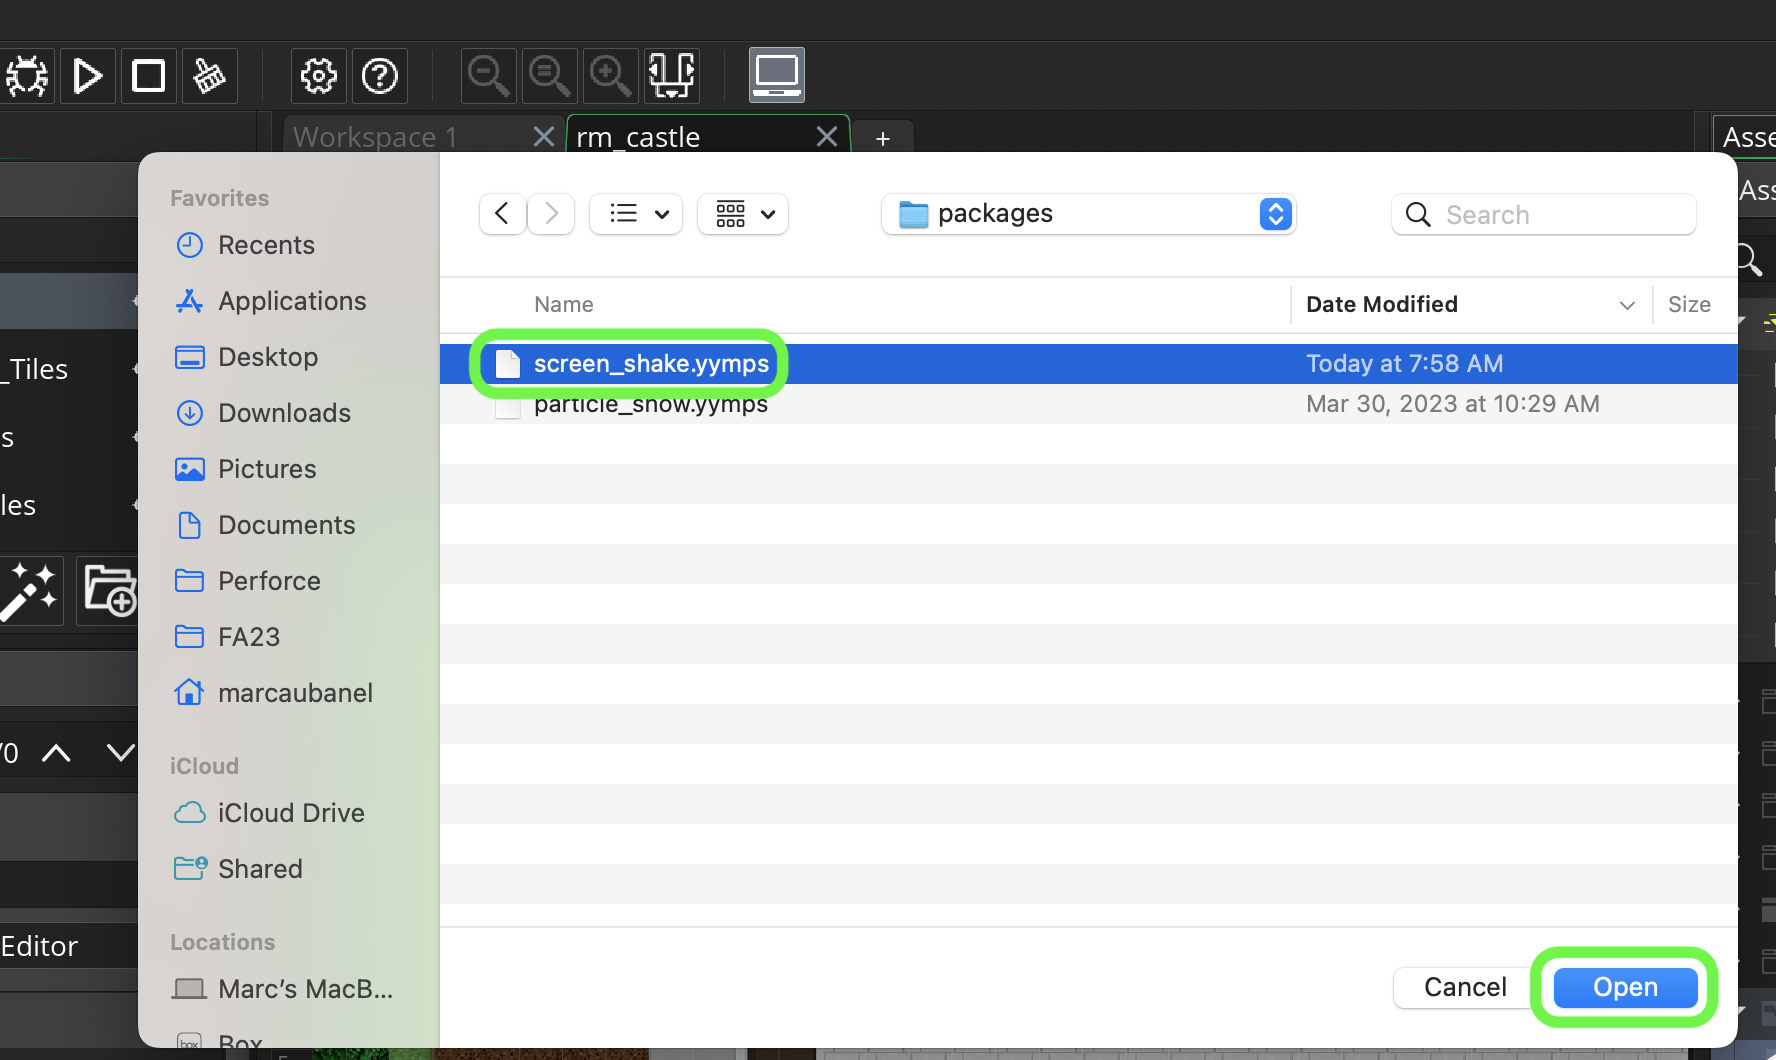 Workspace 1
rm_castle
+
Asse
Ass
_Tiles
s
les
/0
Editor
Favorites
Recents
Applications
Desktop
Downloads
Pictures
Documents
Perforce
FA23
marcaubanel
iCloud
iCloud Drive
Shared
Locations
Marc’s MacB...
box
Box
packages
Search
Name
Date Modified
Size
screen_shake.yymps
Today at 7:58 AM
particle_snow.yymps
Mar 30, 2023 at 10:29 AM
Cancel
Open